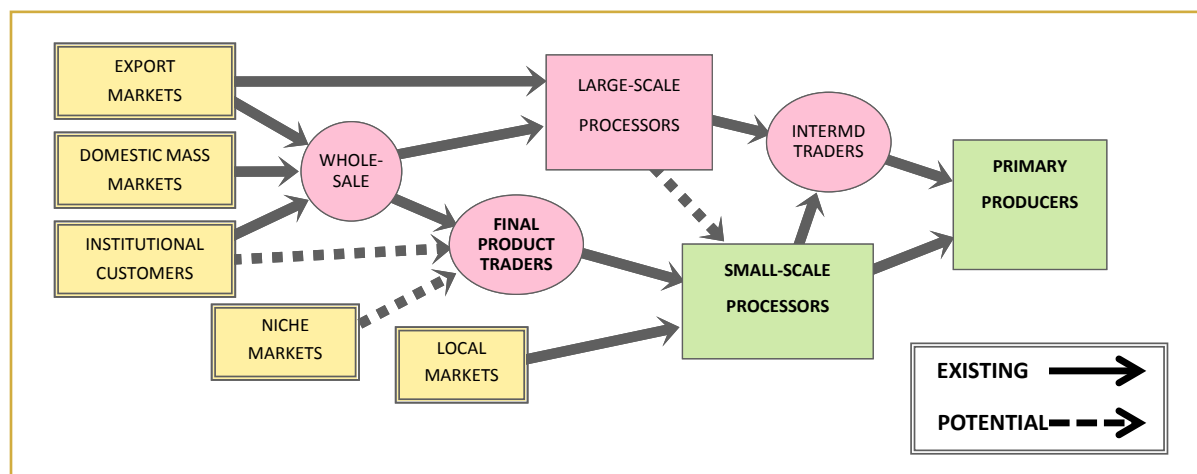 EXPORT
MARKETS
DOMESTIC MASS
MARKETS
INSTITUTIONAL
CUSTOMERS
NICHE
MARKETS
LOCAL
MARKETS
WHOLE-
SALE
FINAL
PRODUCT
TRADERS
LARGE-SCALE
PROCESSORS
SMALL-SCALE
PROCESSORS
INTERMD
TRADERS
PRIMARY
PRODUCERS
EXISTING
POTENTIAL